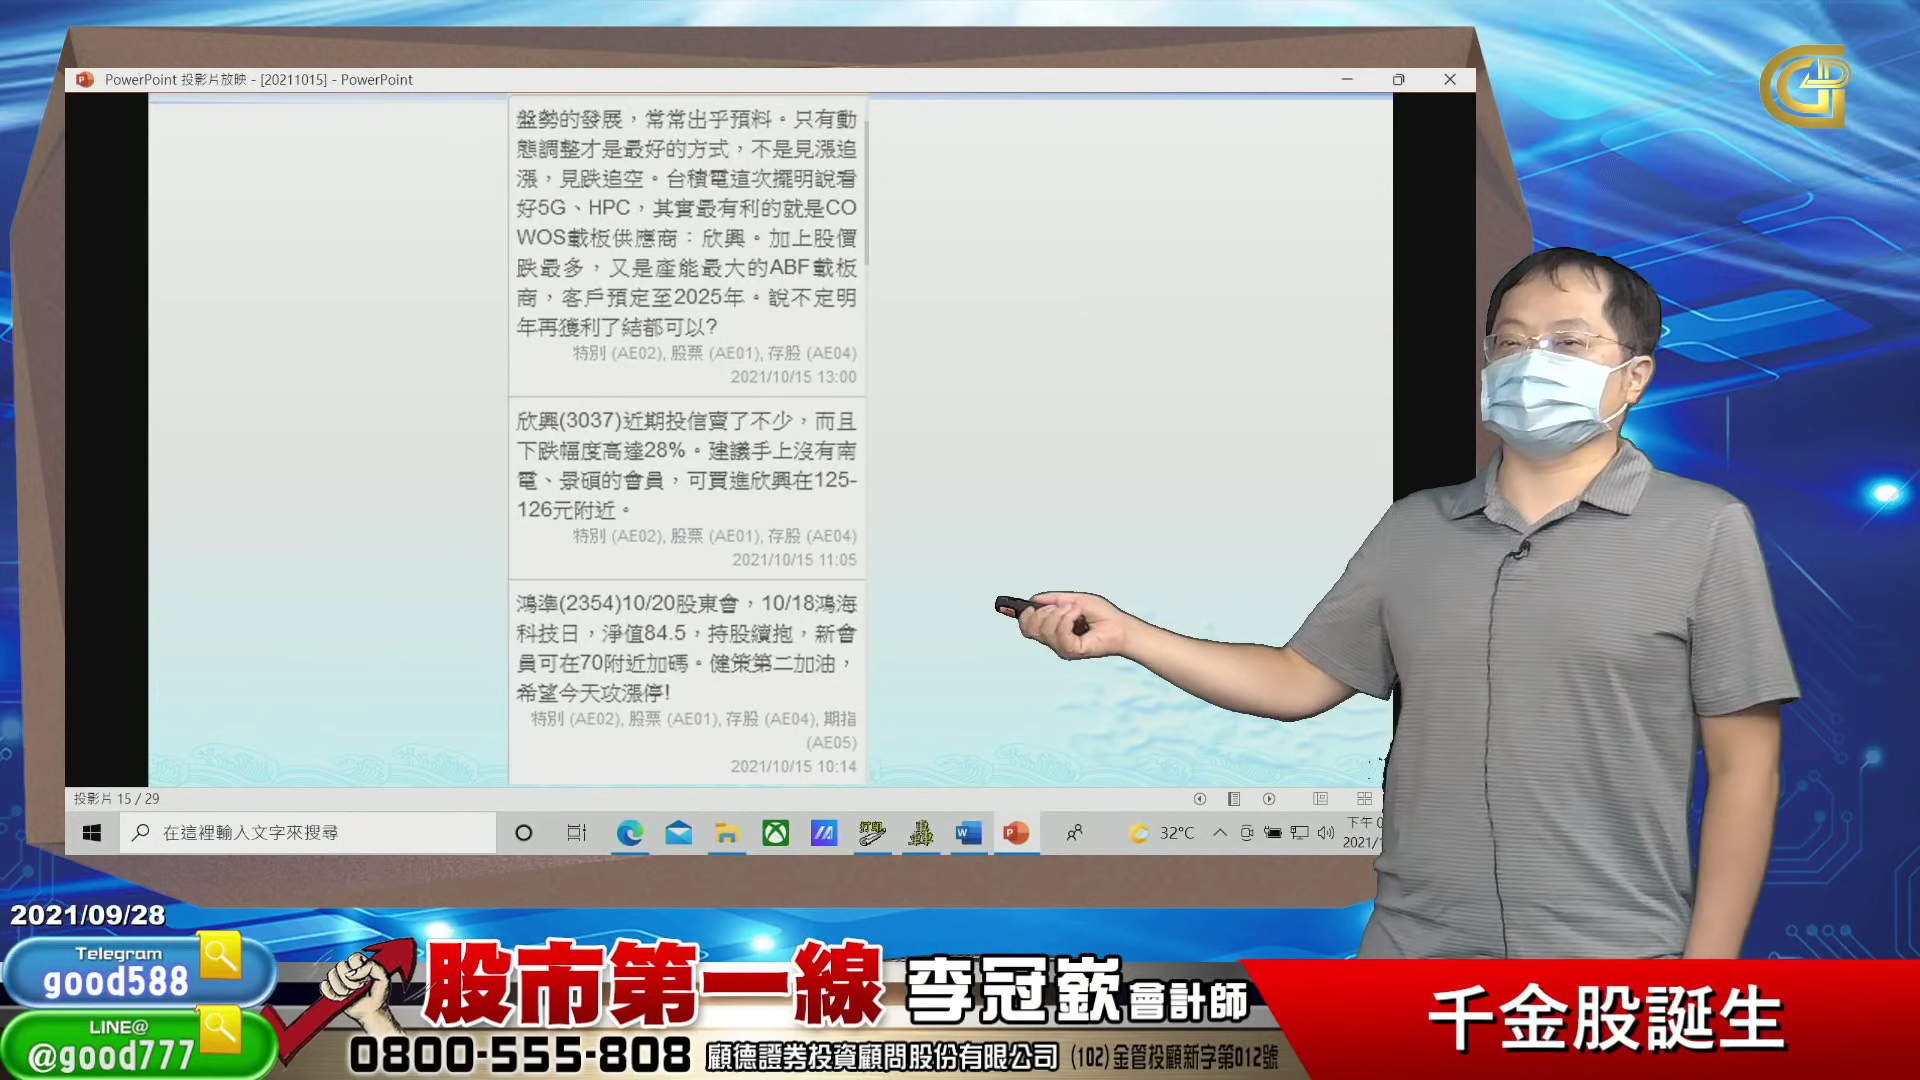 PowerPoint 投影片放映 - [20211015] - PowerPoint
盤勢的發展，常常出乎預料。只有動
態調整才是最好的方式，不是見漲追
漲，見跌追空。台積電這次擺明說看
好5G、HPC，其實最有利的就是CO
WOS載板供應商：欣興。加上股價
跌最多，又是產能最大的ABF載板
商，客戶預定至2025年。說不定明
年再獲利了結都可以?
特別 (AE02), 股票 (AE01), 存股 (AE04)
2021/10/15 13:00
欣興(3037)近期投信賣了不少，而且
下跌幅度高達28%。建議手上沒有南
電、景碩的會員，可買進欣興在125-
126元附近。
特別 (AE02), 股票 (AE01), 存股 (AE04)
2021/10/15 11:05
鴻準(2354)10/20股東會，10/18鴻海
科技日，淨值84.5，持股續抱，新會
員可在70附近加碼。健策第二加油，
希望今天攻漲停!
特別 (AE02), 股票 (AE01), 存股 (AE04), 期指
(AE05)
2021/10/15 10:14
投影片 15 / 29
在這裡輸入文字來搜尋
32°C
下午 0
2021/1
2021/09/28
Telegram
good588
LINE@
@good777
股市第一線 李冠嶔會計師
0800-555-808 顧德證券投資顧問股份有限公司 (102)金管投顧新字第012號
千金股誕生